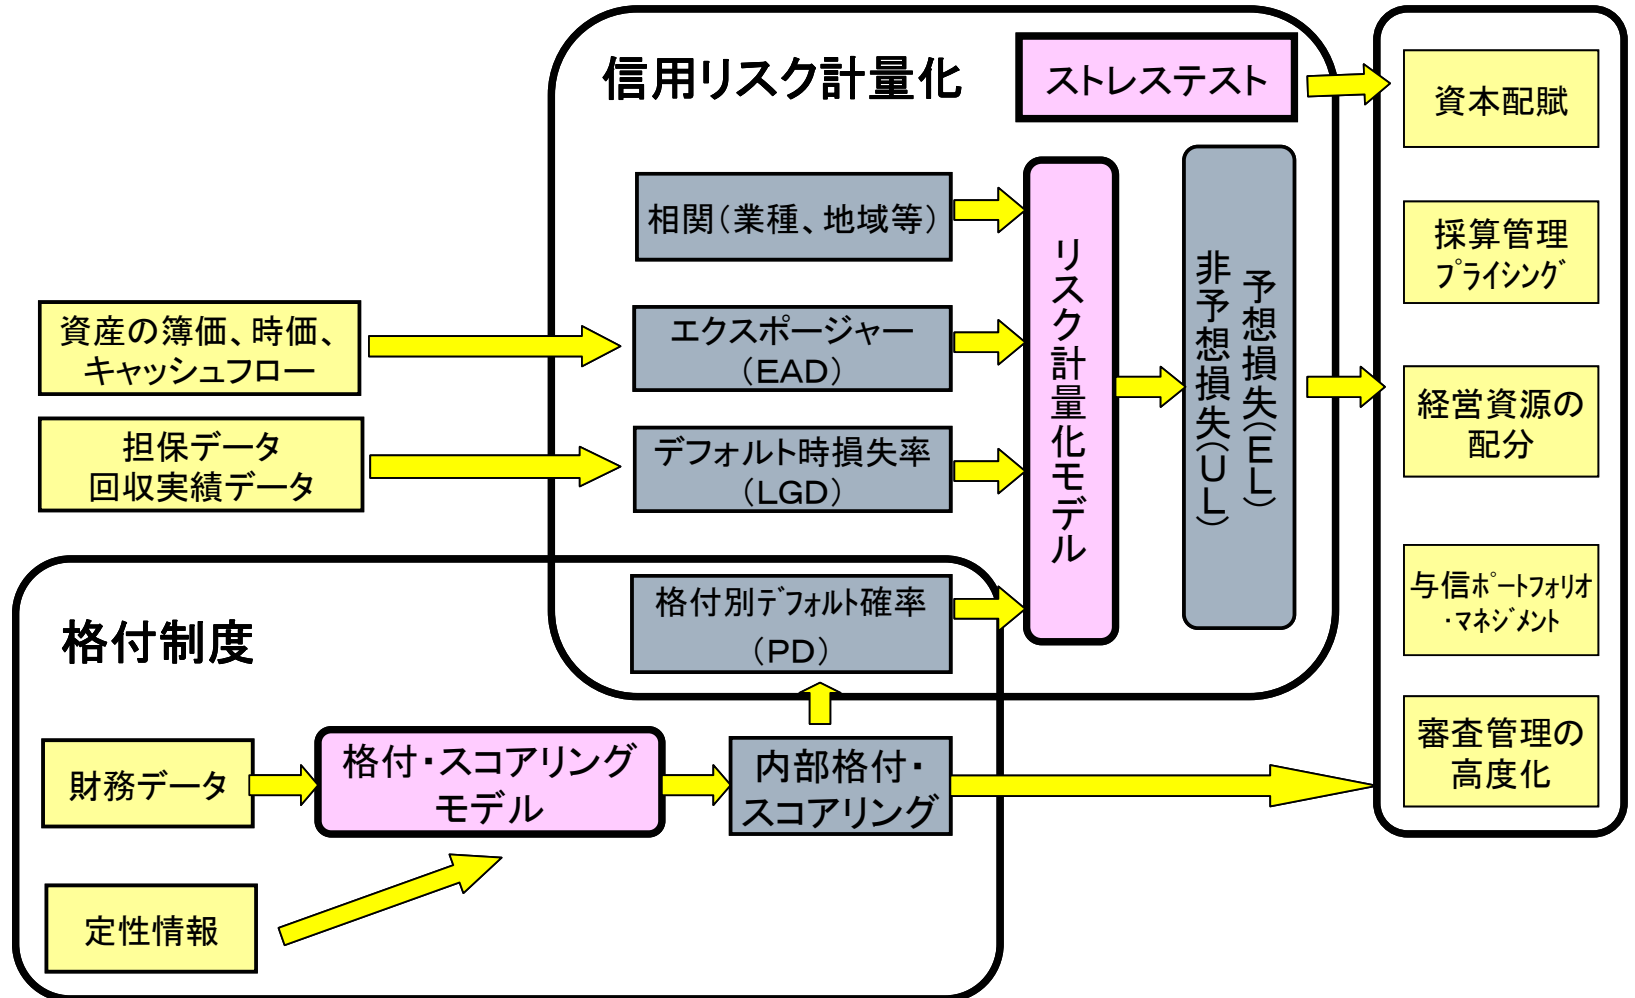 信用リスク計量化
ストレステスト
資本配賦
相関（業種、地域等）
採算管理
ﾌﾟﾗｲｼﾝｸﾞ
資産の簿価、時価、
キャッシュフロー
エクスポージャー
（EAD）
リスク計量化モデル
予想損失（ＥＬ）
非予想損失（ＵＬ）
経営資源の
配分
担保データ
回収実績データ
デフォルト時損失率
（LGD）
格付制度
格付別ﾃﾞﾌｫﾙﾄ確率
（PD）
与信ﾎﾟｰﾄﾌｫﾘｵ
・ﾏﾈｼﾞﾒﾝﾄ
財務データ
格付・スコアリング
モデル
内部格付・
スコアリング
審査管理の
高度化
定性情報